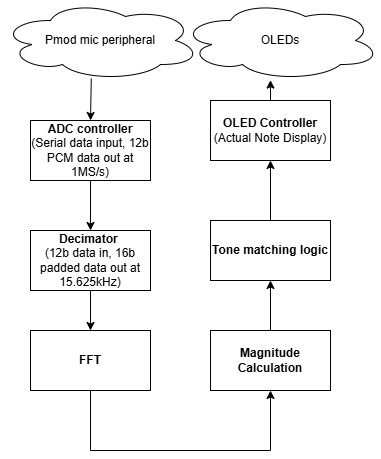 Pmod mic peripheral
OLEDs
ADC controller
(Serial data input, 12b
PCM data out at
1MS/s)
OLED Controller
(Actual Note Display)
Decimator
(12b data in, 16b
padded data out at
15.625kHz)
Tone matching logic
FFT
Magnitude
Calculation